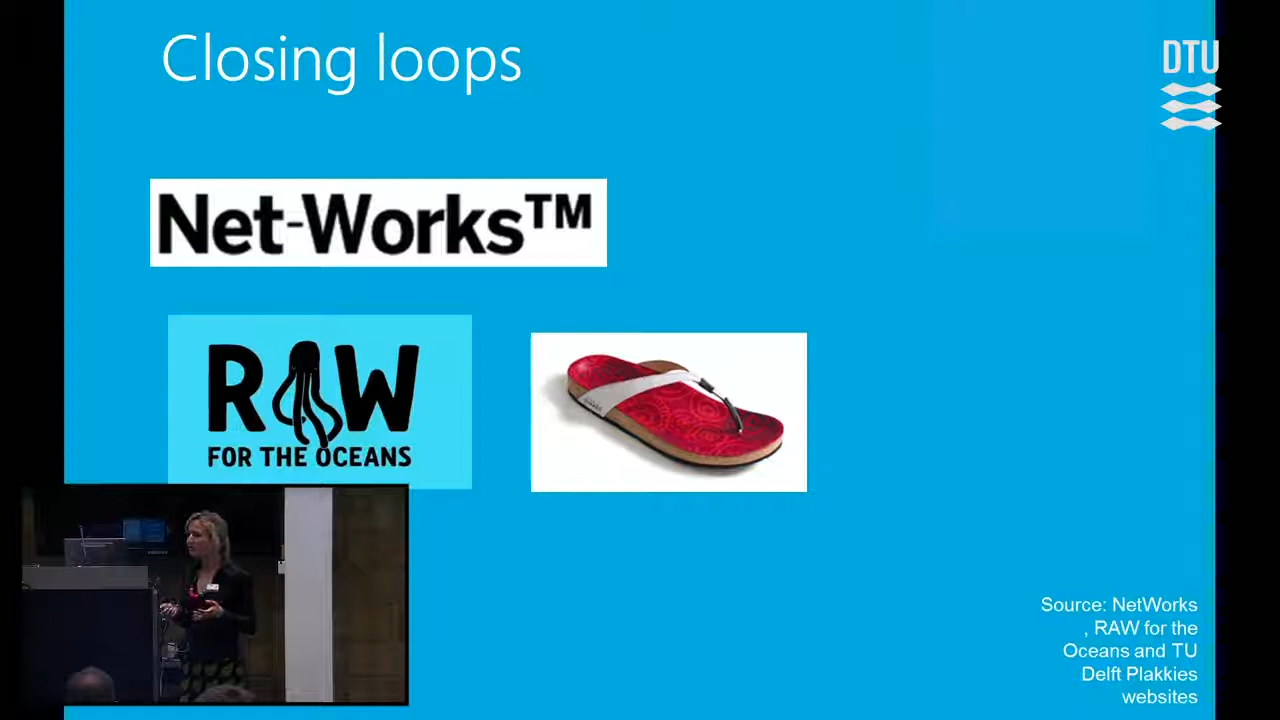 Closing loops
DTU
Net-Works™
RAW
FOR THE OCEANS
Source: NetWorks
, RAW for the
Oceans and TU
Delft Plakkies
websites